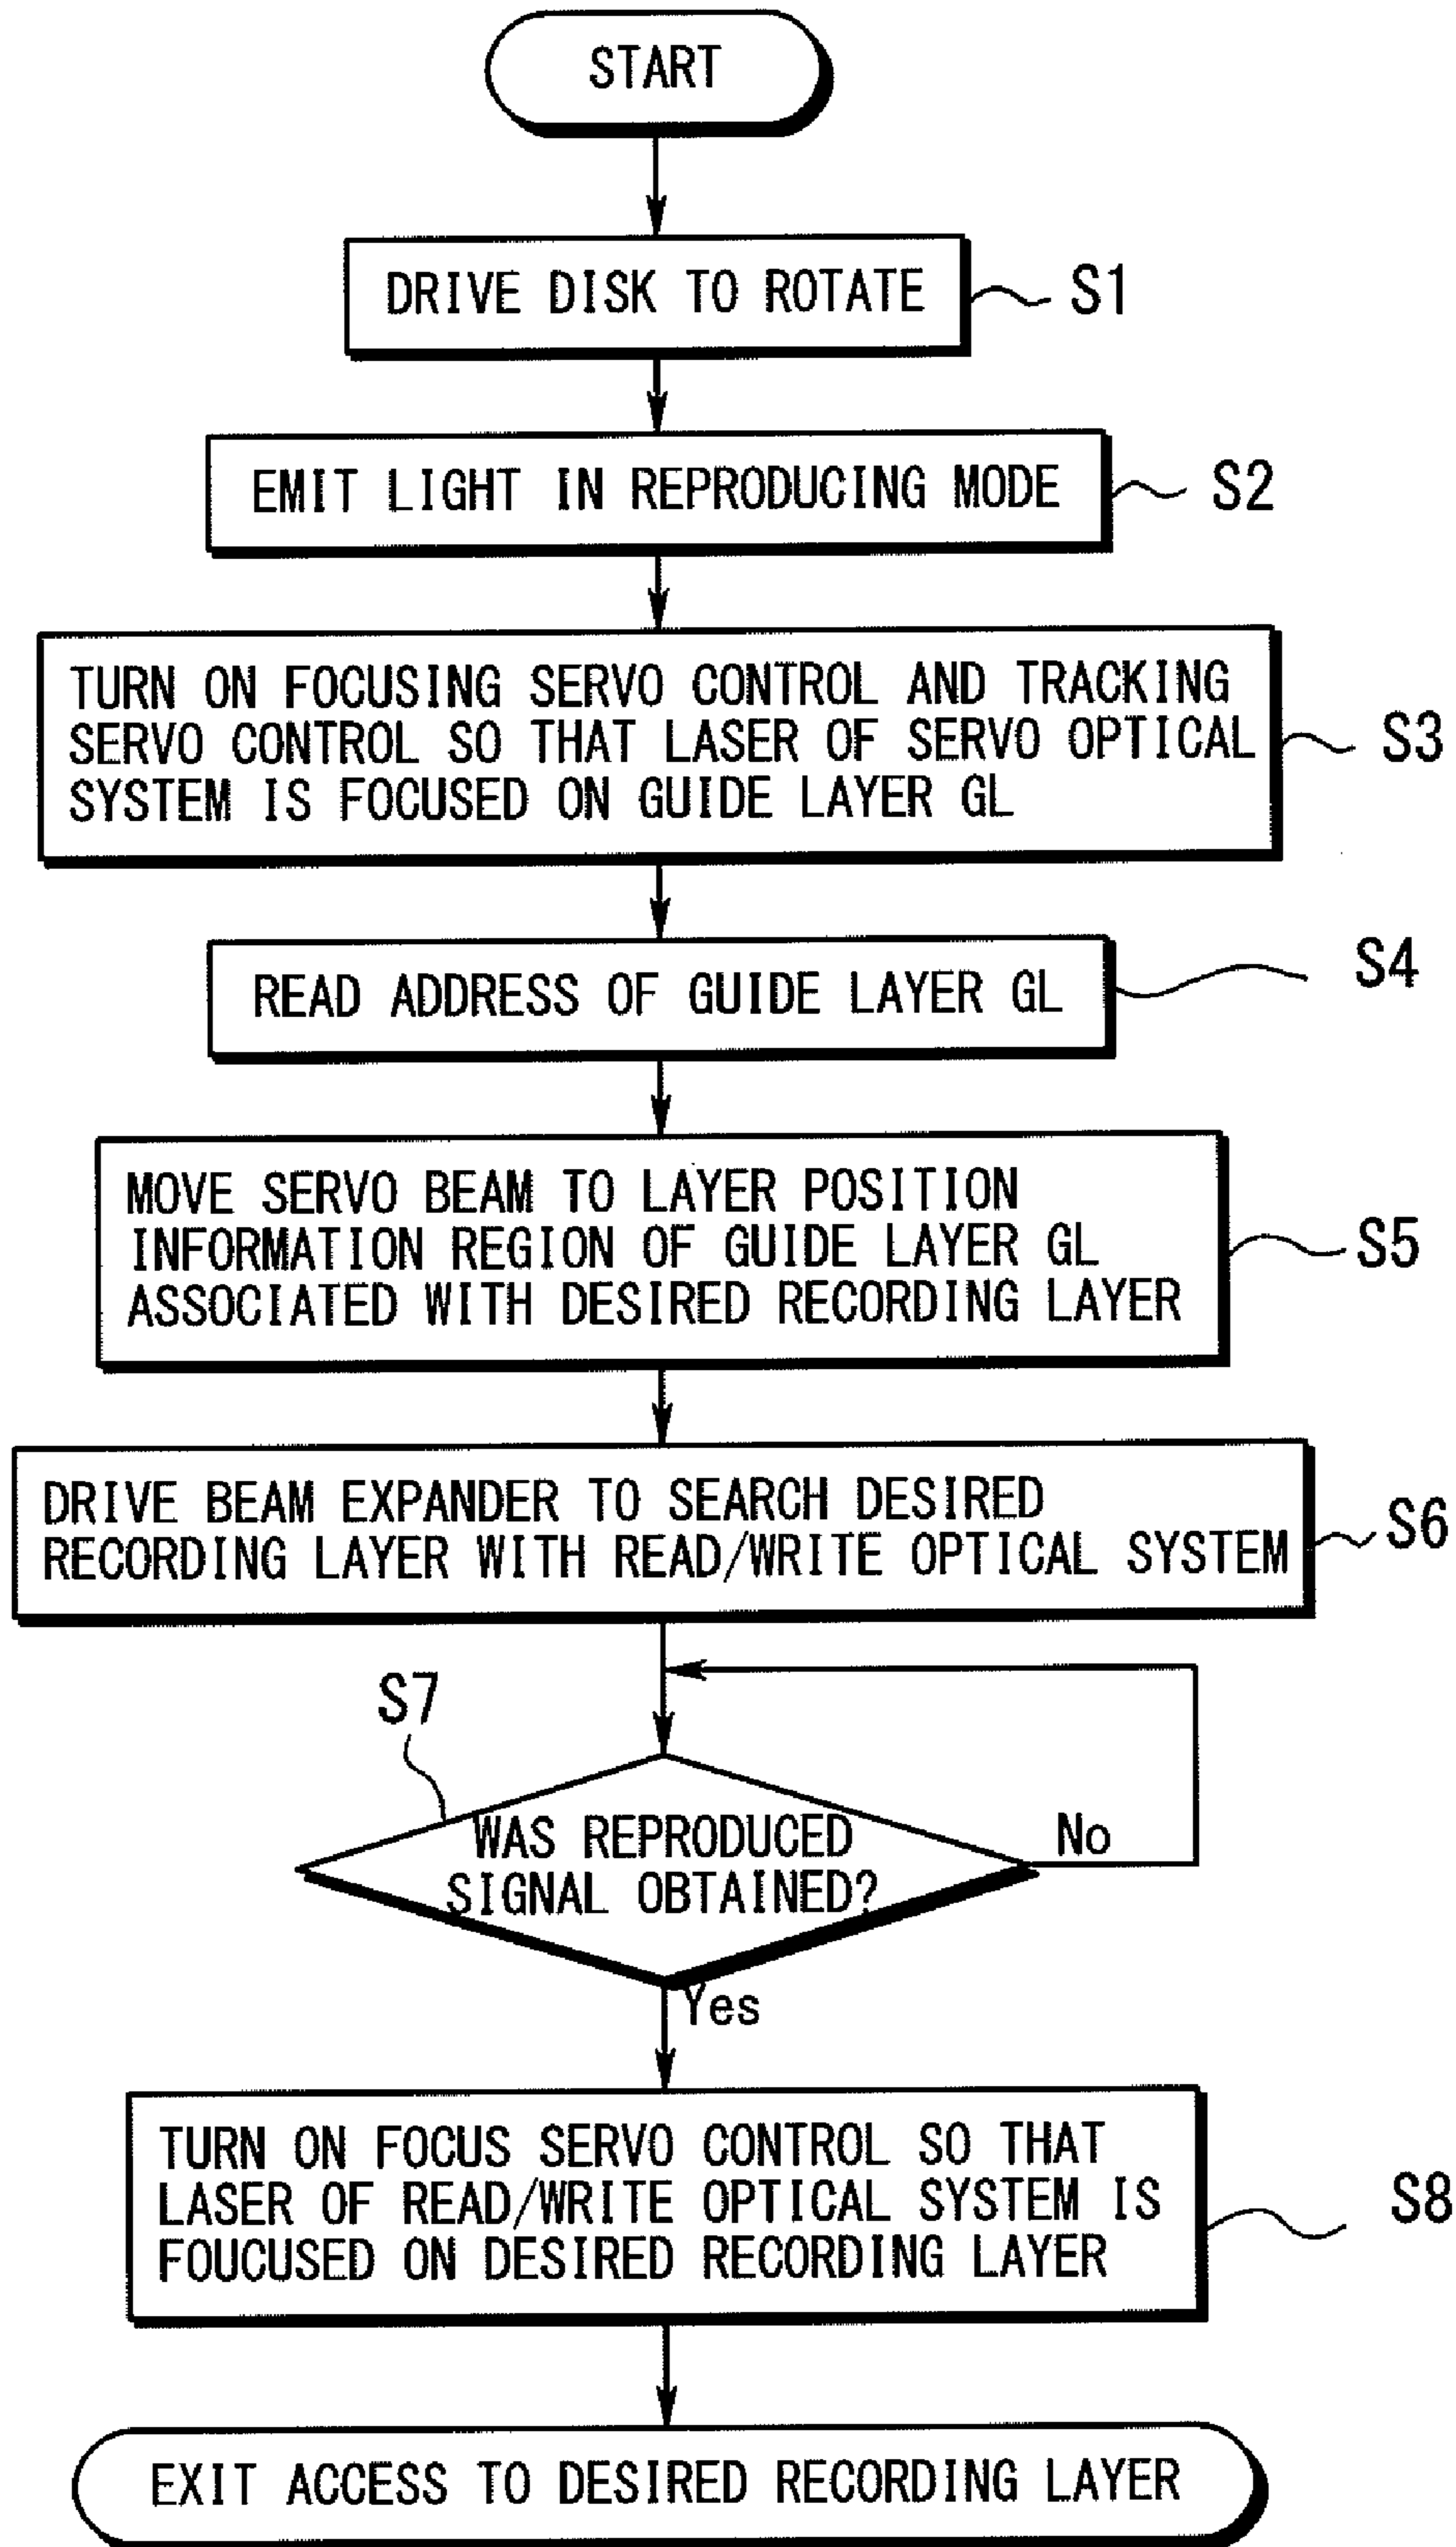 START
DRIVE DISK TO ROTATE
S1
EMIT LIGHT IN REPRODUCING MODE
S2
TURN ON FOCUSING SERVO CONTROL AND TRACKING
SERVO CONTROL SO THAT LASER OF SERVO OPTICAL
SYSTEM IS FOCUSED ON GUIDE LAYER GL
S3
READ ADDRESS OF GUIDE LAYER GL
S4
MOVE SERVO BEAM TO LAYER POSITION
INFORMATION REGION OF GUIDE LAYER GL
ASSOCIATED WITH DESIRED RECORDING LAYER
S5
DRIVE BEAM EXPANDER TO SEARCH DESIRED
RECORDING LAYER WITH READ/WRITE OPTICAL SYSTEM
S6
S7
WAS REPRODUCED
SIGNAL OBTAINED?
No
Yes
TURN ON FOCUS SERVO CONTROL SO THAT
LASER OF READ/WRITE OPTICAL SYSTEM IS
FOUCUSED ON DESIRED RECORDING LAYER
S8
EXIT ACCESS TO DESIRED RECORDING LAYER